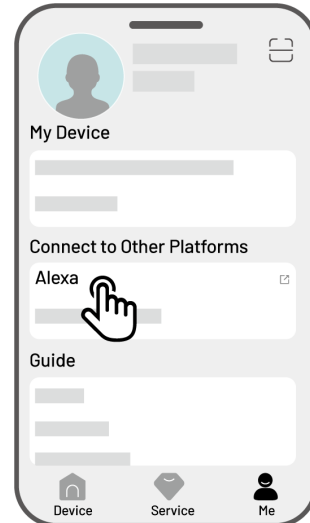 My Device
Connect to Other Platforms
Alexa
Guide
Device Service Me